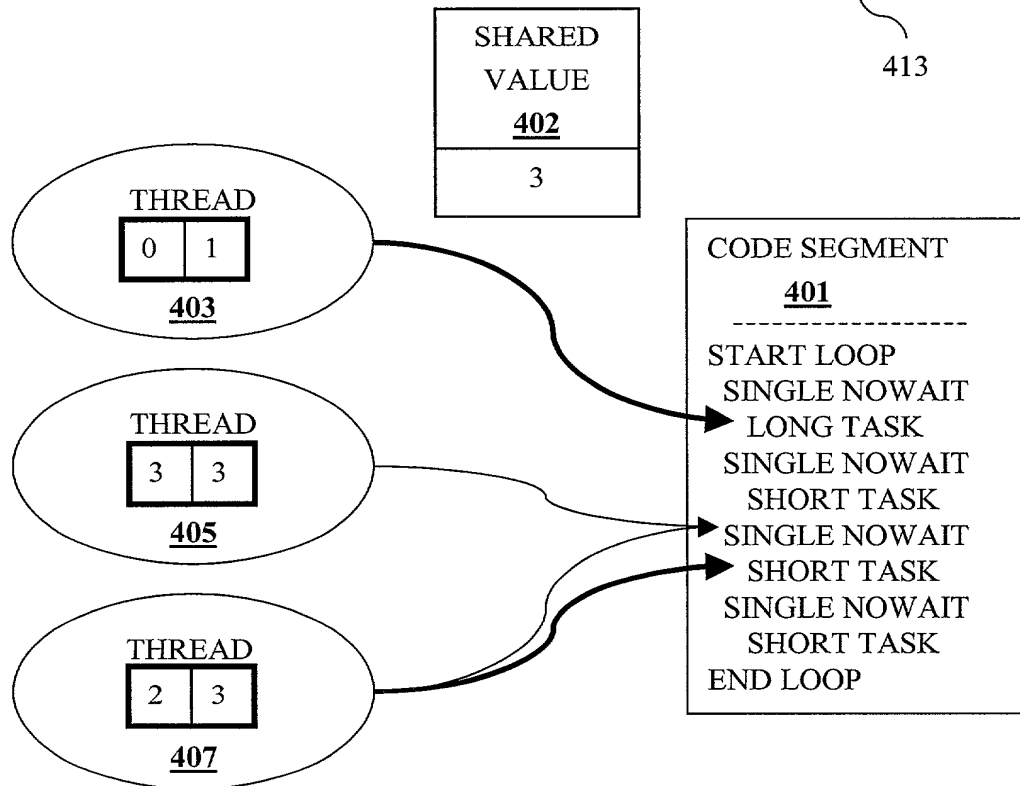 SHARED
VALUE
402
3
413
THREAD
0 1
403
THREAD
3 3
405
THREAD
2 3
407
CODE SEGMENT
401
------------------
START LOOP
SINGLE NOWAIT
LONG TASK
SINGLE NOWAIT
SHORT TASK
SINGLE NOWAIT
SHORT TASK
SINGLE NOWAIT
SHORT TASK
END LOOP